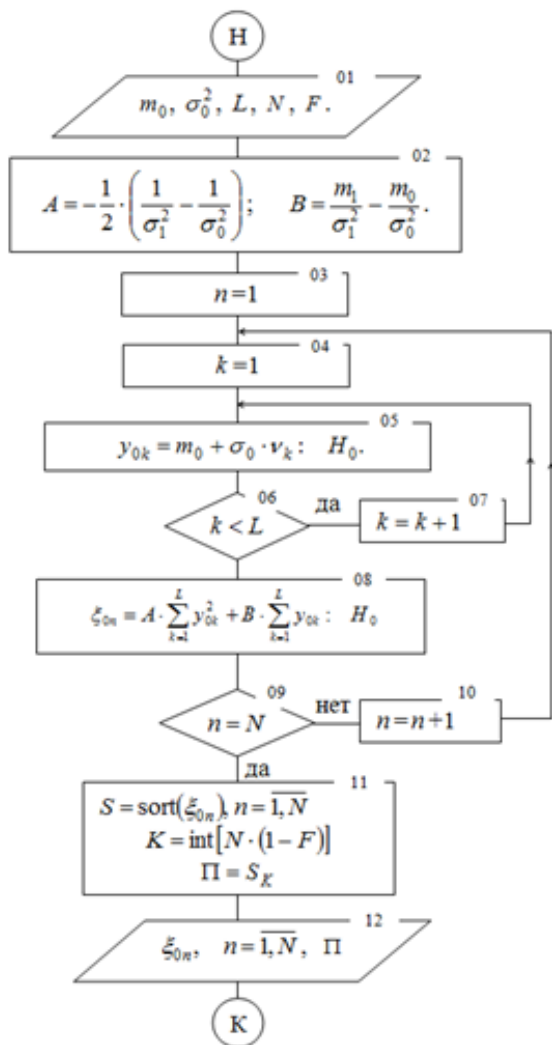 Н
01
m₀, σ₀², L, N, F.
02
A = −1/2 · (1/σ₁² − 1/σ₀²); B = m₁/σ₁² − m₀/σ₀².
03
n=1
04
k=1
05
y₀ₖ = m₀ + σ₀ · νₖ : H₀.
06
k < L
да
07
k = k + 1
08
ξ₀ₙ = A · ∑ₖ₌₁ᴸ y₀ₖ² + B · ∑ₖ₌₁ᴸ y₀ₖ : H₀
09
n = N
нет
10
n = n+1
да
11
S = sort(ξ₀ₙ), n = 1,N̅
K = int[N · (1 − F)]
П = S_K
12
ξ₀ₙ, n = 1,N̅, П
К